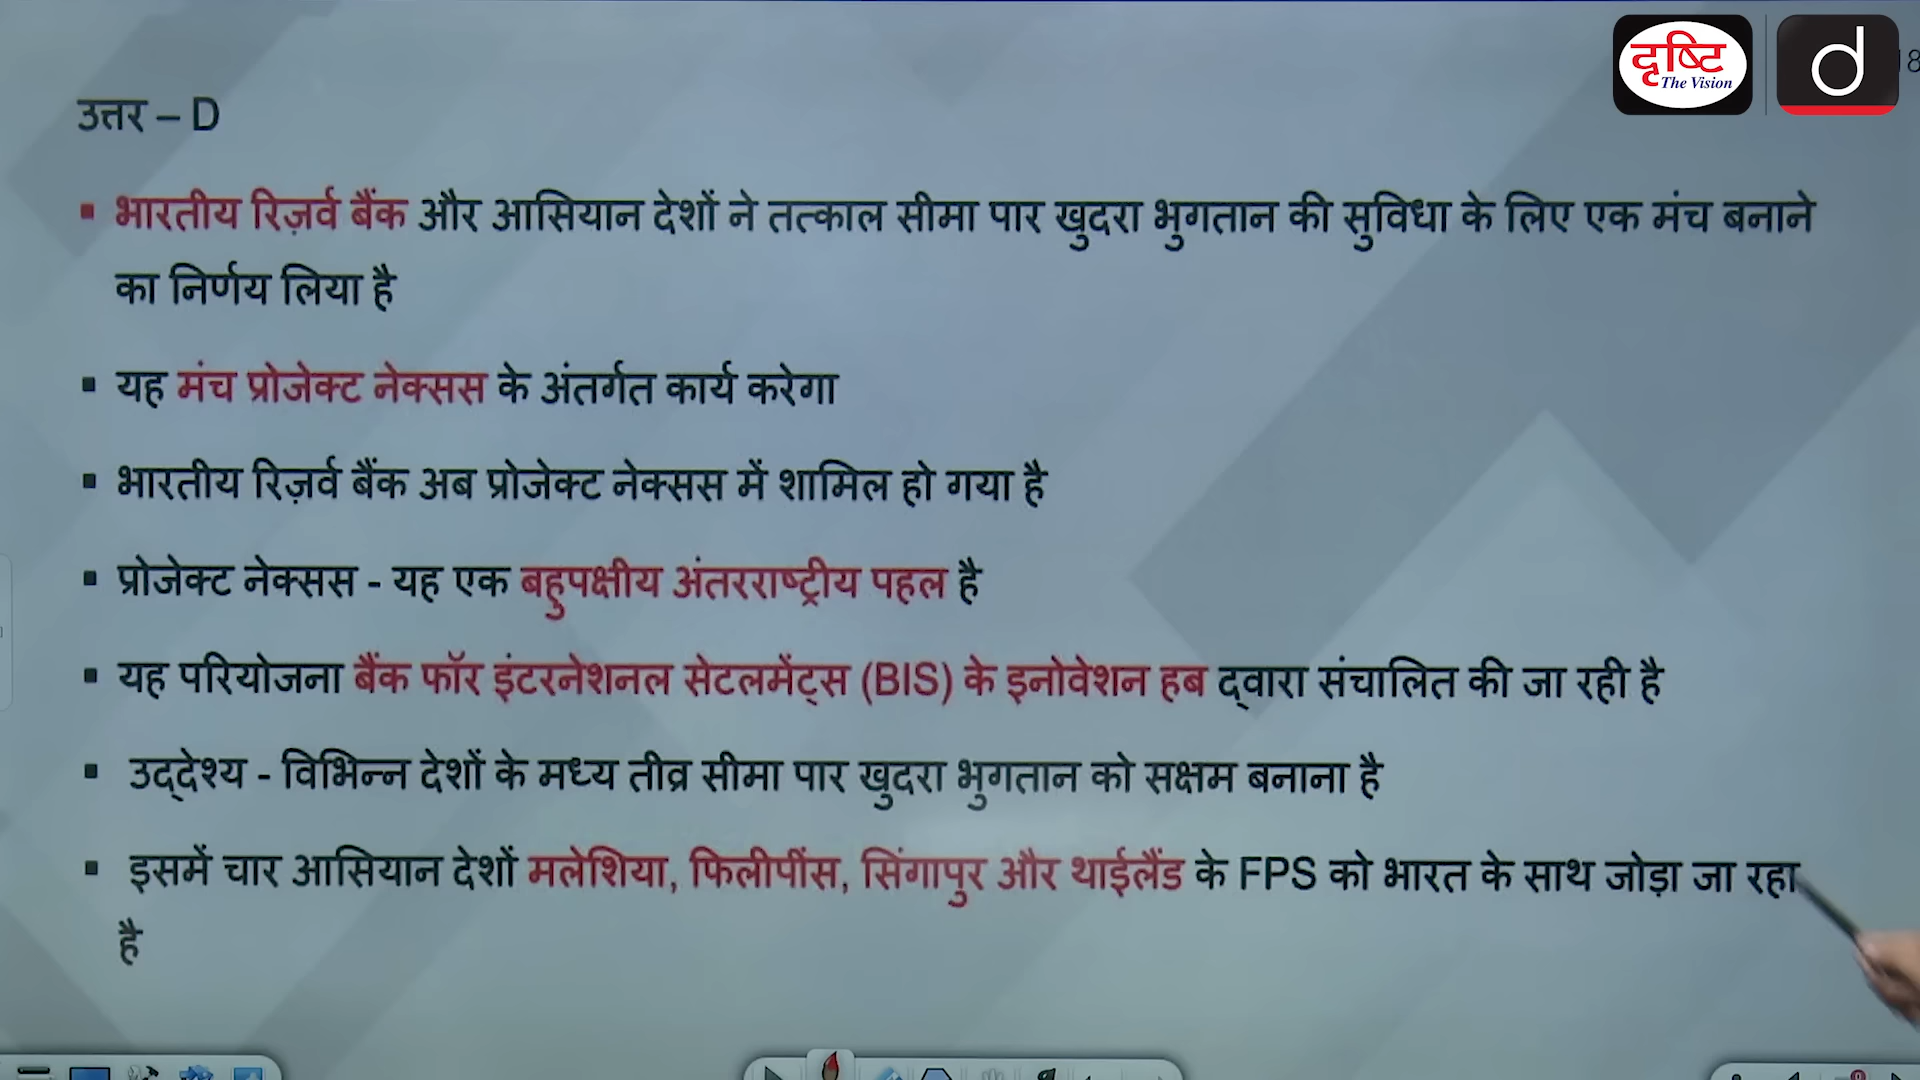 दृष्टि
The Vision
d
18
उत्तर – D
▪ भारतीय रिज़र्व बैंक और आसियान देशों ने तत्काल सीमा पार खुदरा भुगतान की सुविधा के लिए एक मंच बनाने
का निर्णय लिया है
▪ यह मंच प्रोजेक्ट नेक्सस के अंतर्गत कार्य करेगा
▪ भारतीय रिज़र्व बैंक अब प्रोजेक्ट नेक्सस में शामिल हो गया है
▪ प्रोजेक्ट नेक्सस - यह एक बहुपक्षीय अंतरराष्ट्रीय पहल है
▪ यह परियोजना बैंक फॉर इंटरनेशनल सेटलमेंट्स (BIS) के इनोवेशन हब द्वारा संचालित की जा रही है
▪ उद्देश्य - विभिन्न देशों के मध्य तीव्र सीमा पार खुदरा भुगतान को सक्षम बनाना है
▪ इसमें चार आसियान देशों मलेशिया, फिलीपींस, सिंगापुर और थाईलैंड के FPS को भारत के साथ जोड़ा जा रहा
है